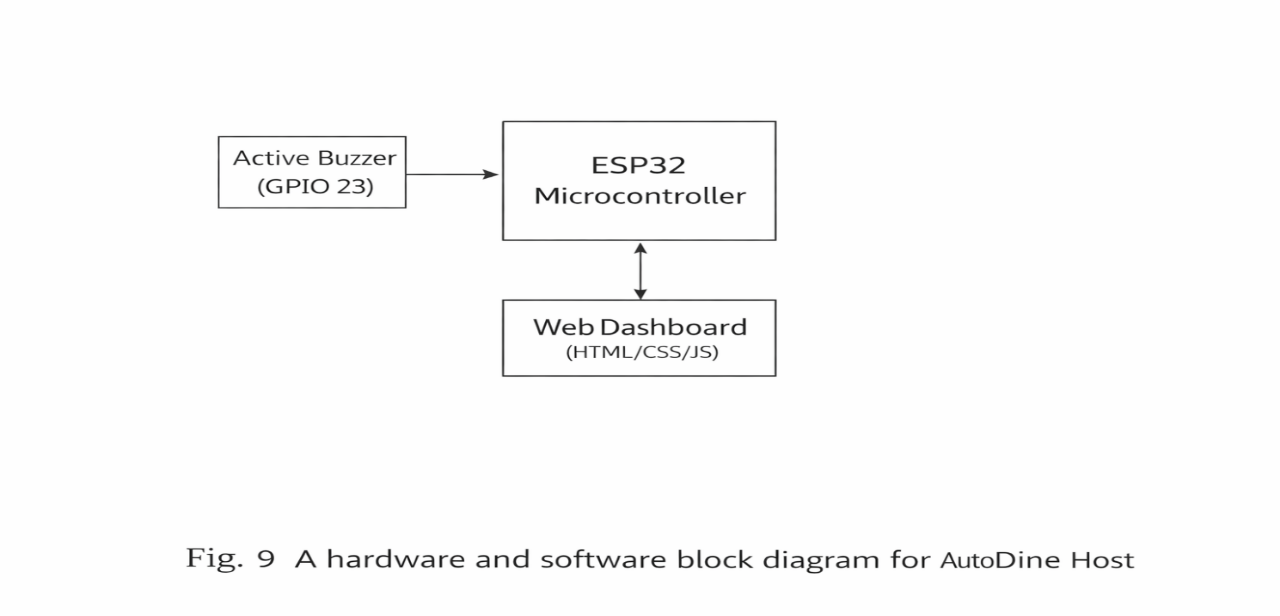 Active Buzzer
(GPIO 23)
ESP32
Microcontroller
Web Dashboard
(HTML/CSS/JS)
Fig. 9 A hardware and software block diagram for AutoDine Host